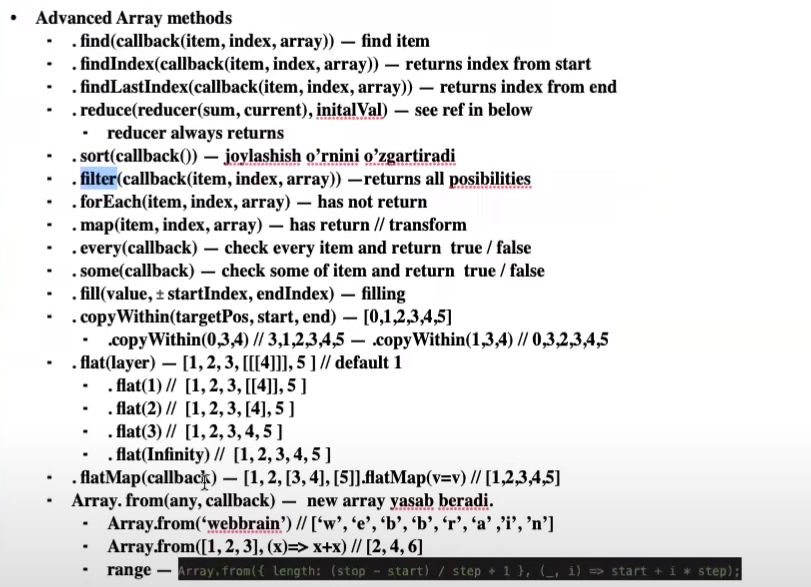 • Advanced Array methods
▪ .find(callback(item, index, array)) — find item
▪ .findIndex(callback(item, index, array)) — returns index from start
▪ .findLastIndex(callback(item, index, array)) — returns index from end
▪ .reduce(reducer(sum, current), initalVal) — see ref in below
▪ reducer always returns
▪ .sort(callback()) — joylashish o’rnini o’zgartiradi
▪ .filter(callback(item, index, array)) —returns all posibilities
▪ .forEach(item, index, array) — has not return
▪ .map(item, index, array) — has return // transform
▪ .every(callback) — check every item and return true / false
▪ .some(callback) — check some of item and return true / false
▪ .fill(value, ± startIndex, endIndex) — filling
▪ .copyWithin(targetPos, start, end) — [0,1,2,3,4,5]
▪ .copyWithin(0,3,4) // 3,1,2,3,4,5 — .copyWithin(1,3,4) // 0,3,2,3,4,5
▪ .flat(layer) — [1, 2, 3, [[[4]]], 5 ] // default 1
▪ .flat(1) // [1, 2, 3, [[4]], 5 ]
▪ .flat(2) // [1, 2, 3, [4], 5 ]
▪ .flat(3) // [1, 2, 3, 4, 5 ]
▪ .flat(Infinity) // [1, 2, 3, 4, 5 ]
▪ .flatMap(callback) — [1, 2, [3, 4], [5]].flatMap(v=v) // [1,2,3,4,5]
▪ Array. from(any, callback) — new array yasab beradi.
▪ Array.from(‘webbrain’) // [‘w’, ‘e’, ‘b’, ‘b’, ‘r’, ‘a’ ,’i’, ’n’]
▪ Array.from([1, 2, 3], (x)=> x+x) // [2, 4, 6]
▪ range — Array.from({ length: (stop - start) / step + 1 }, (_, i) => start + i * step);